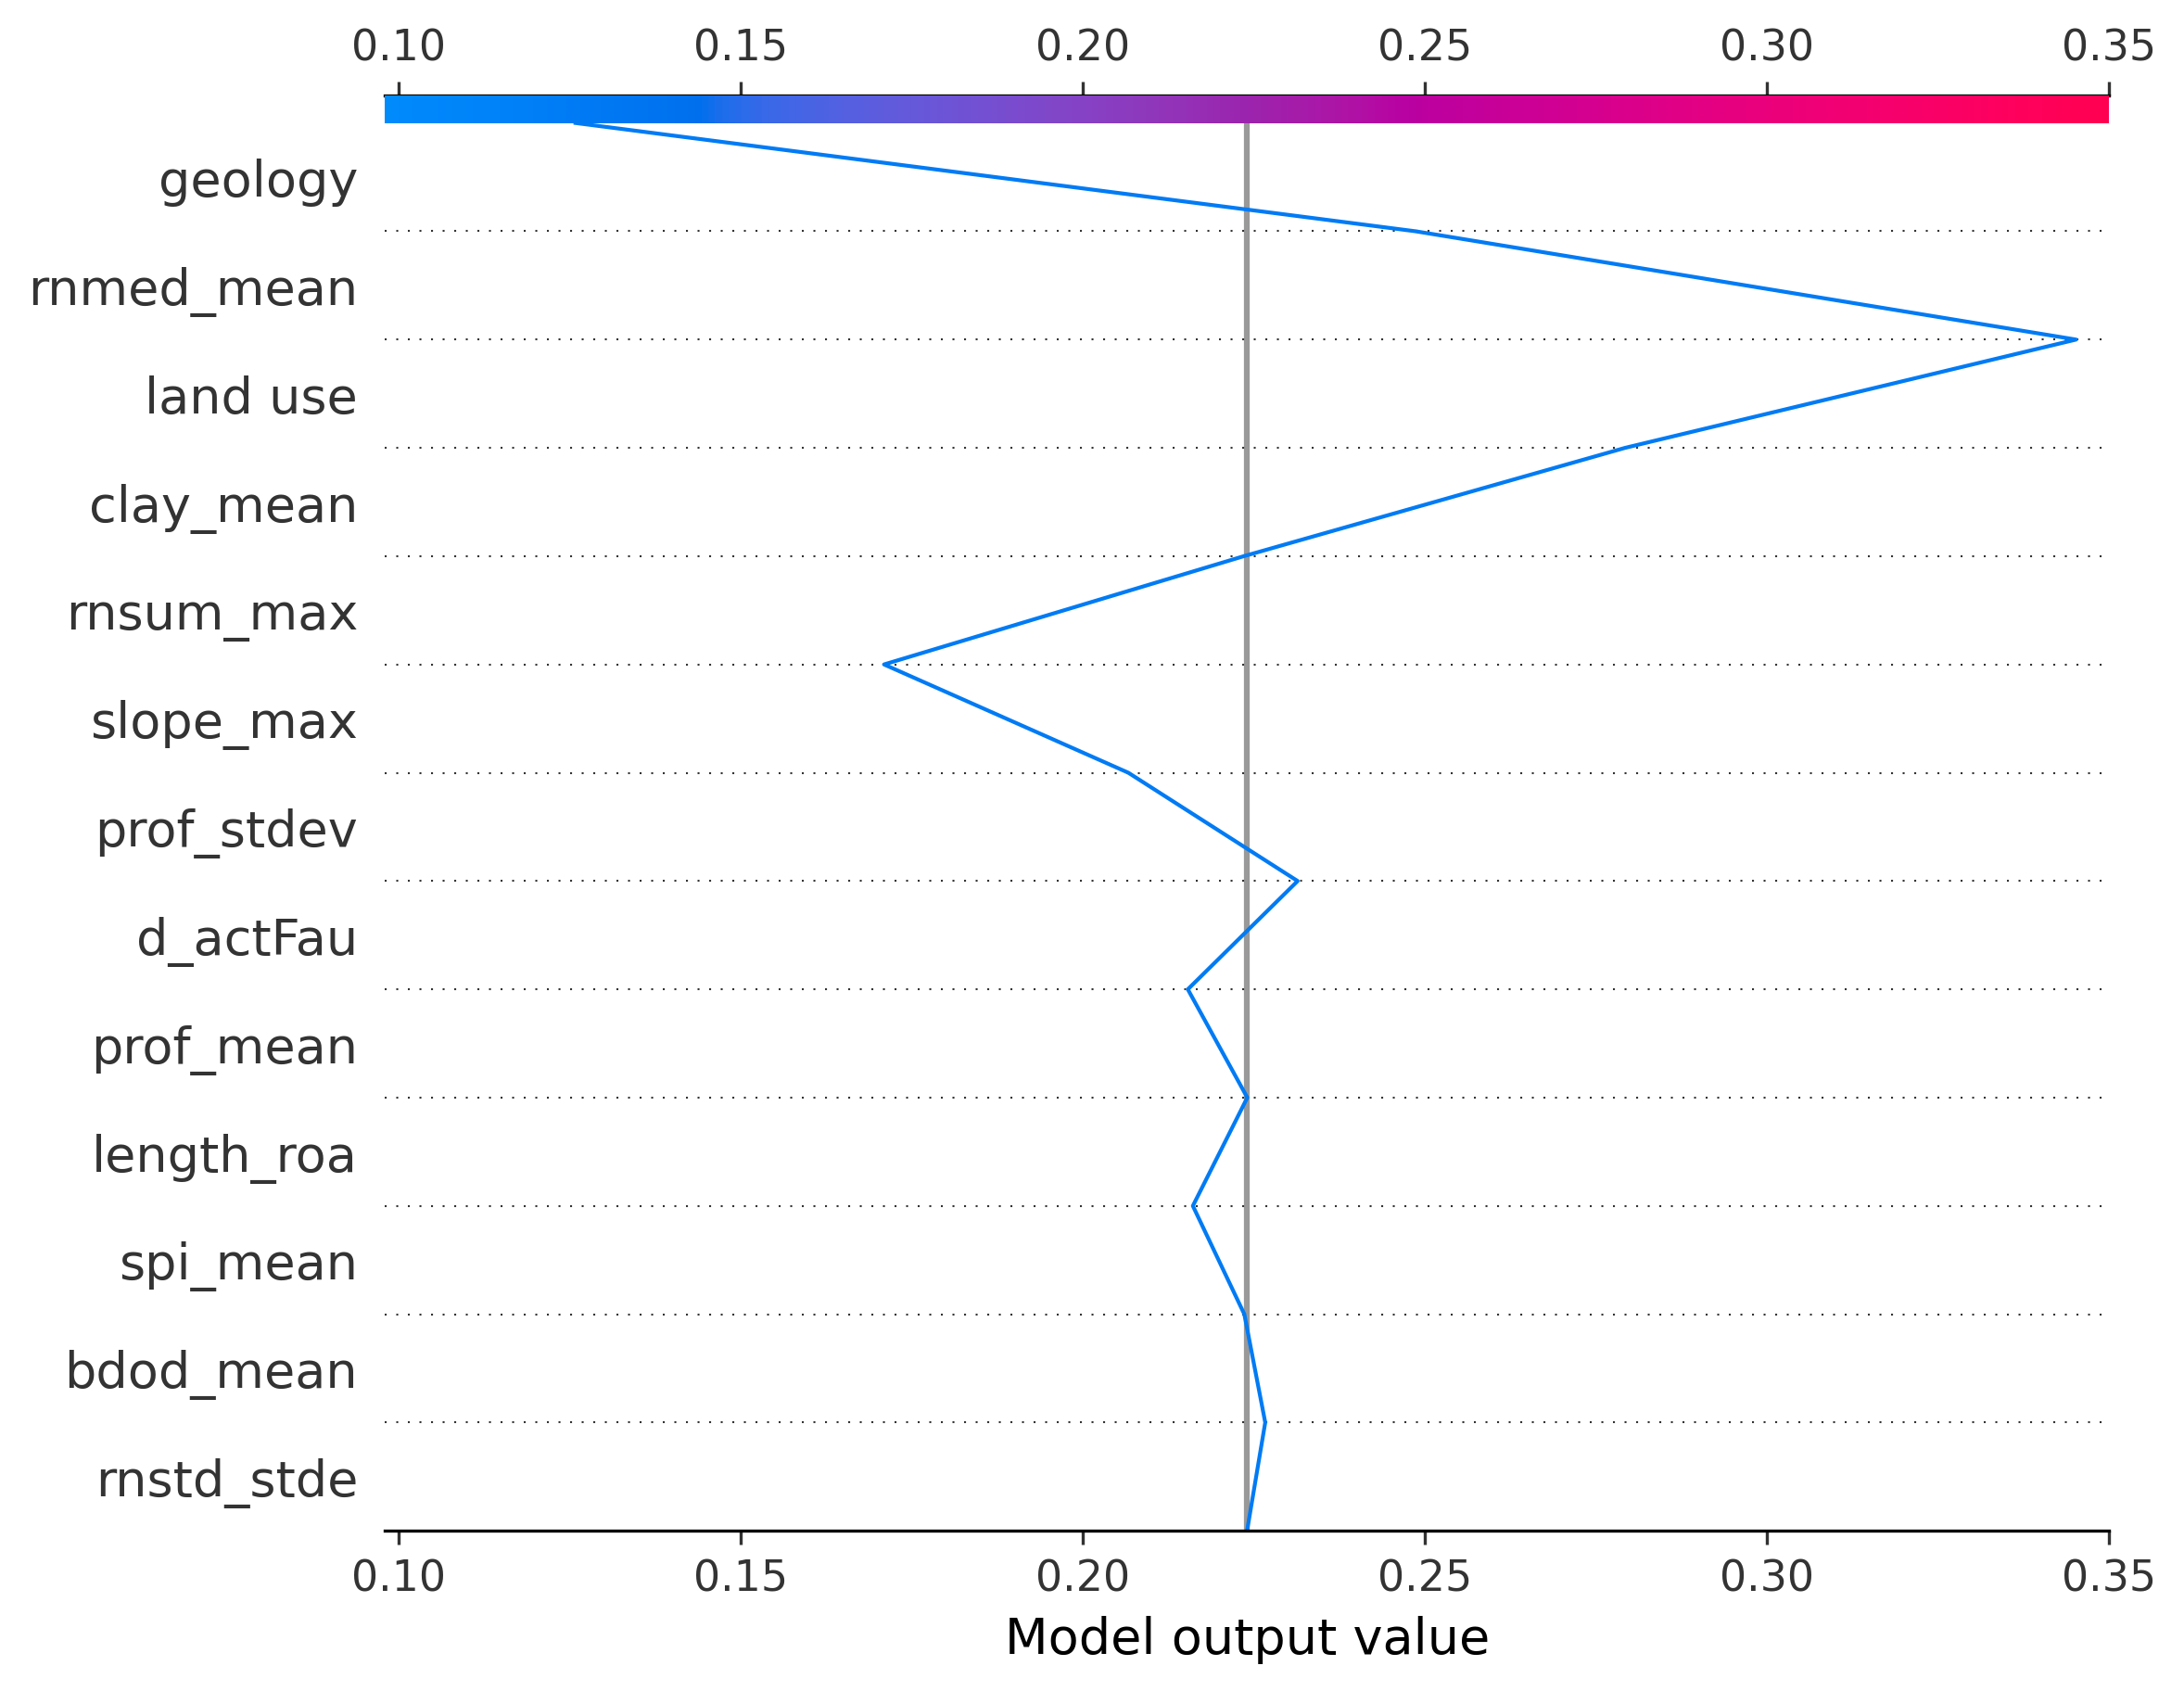 0.10 0.15 0.20 0.25 0.30 0.35
geology
rnmed_mean
land use
clay_mean
rnsum_max
slope_max
prof_stdev
d_actFau
prof_mean
length_roa
spi_mean
bdod_mean
rnstd_stde
0.10 0.15 0.20 0.25 0.30 0.35
Model output value